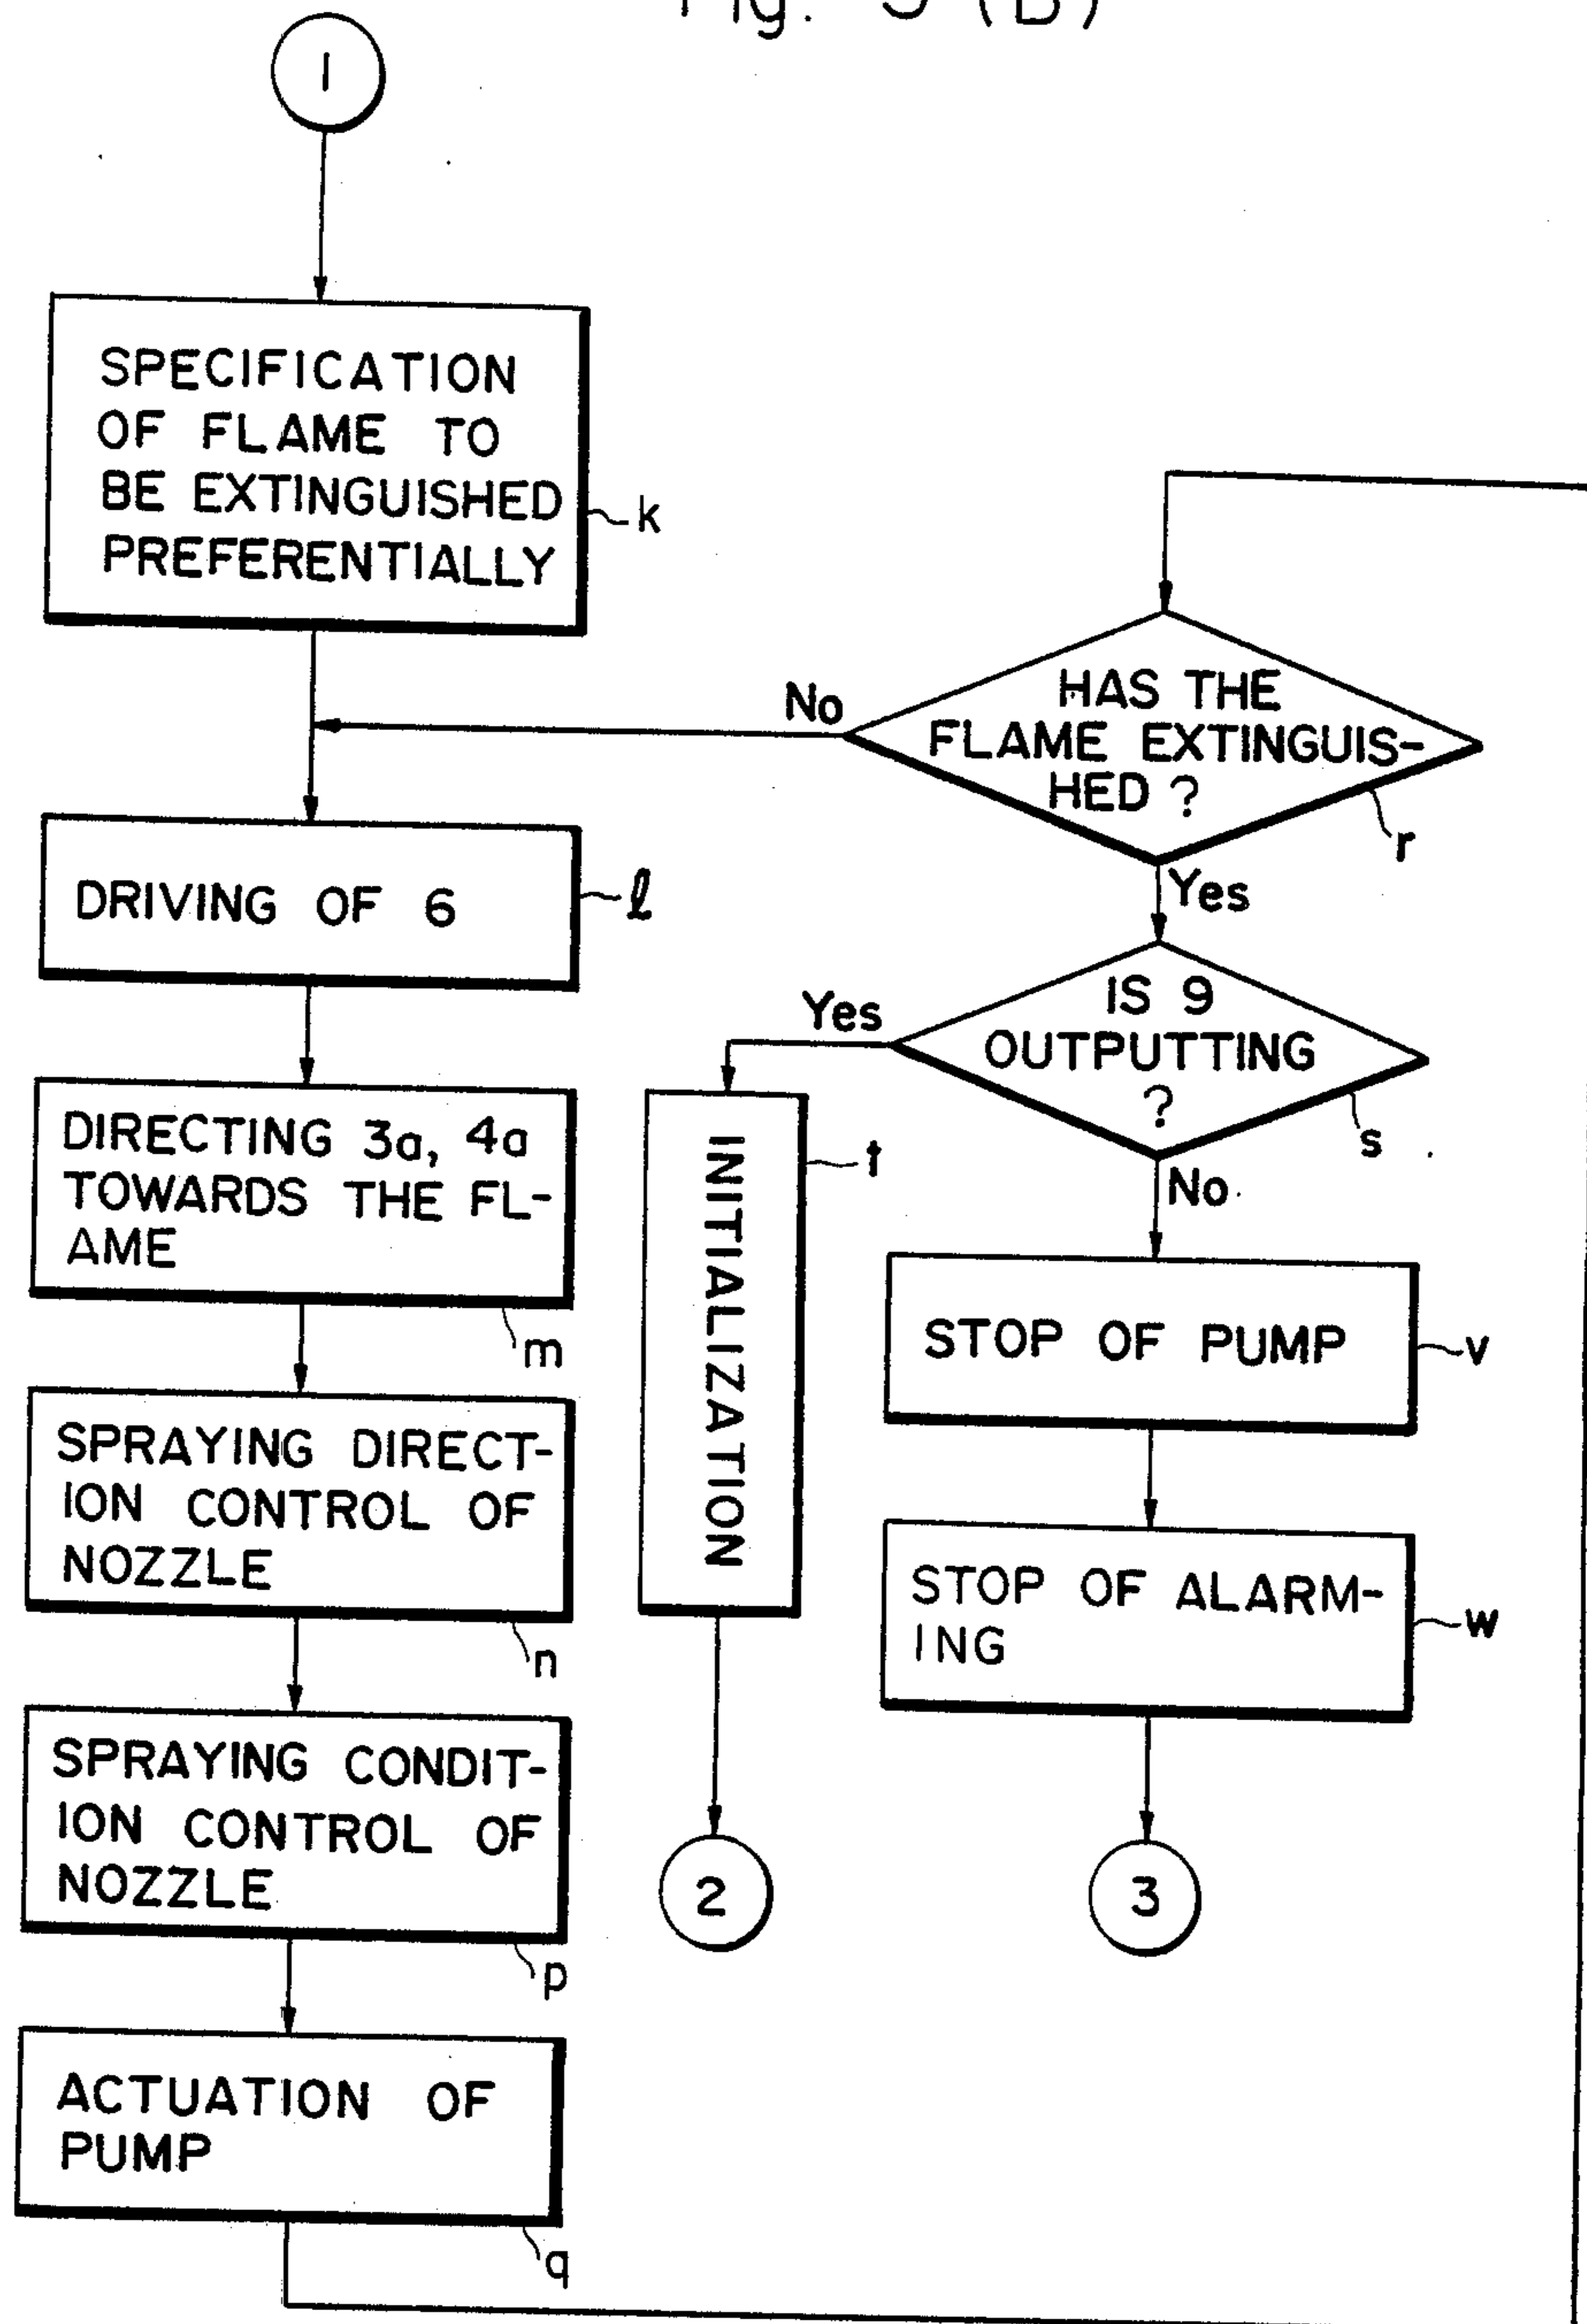 Fig. 5 (B)
1
SPECIFICATION
OF FLAME TO
BE EXTINGUISHED
PREFERENTIALLY
k
DRIVING OF 6
l
DIRECTING 3a, 4a
TOWARDS THE FL-
AME
m
SPRAYING DIRECT-
ION CONTROL OF
NOZZLE
n
SPRAYING CONDIT-
ION CONTROL OF
NOZZLE
p
ACTUATION OF
PUMP
q
HAS THE
FLAME EXTINGUIS-
HED ?
r
No
Yes
IS 9
OUTPUTTING
?
s
Yes
No
INITIALIZATION
t
2
STOP OF PUMP
v
STOP OF ALARM-
ING
w
3